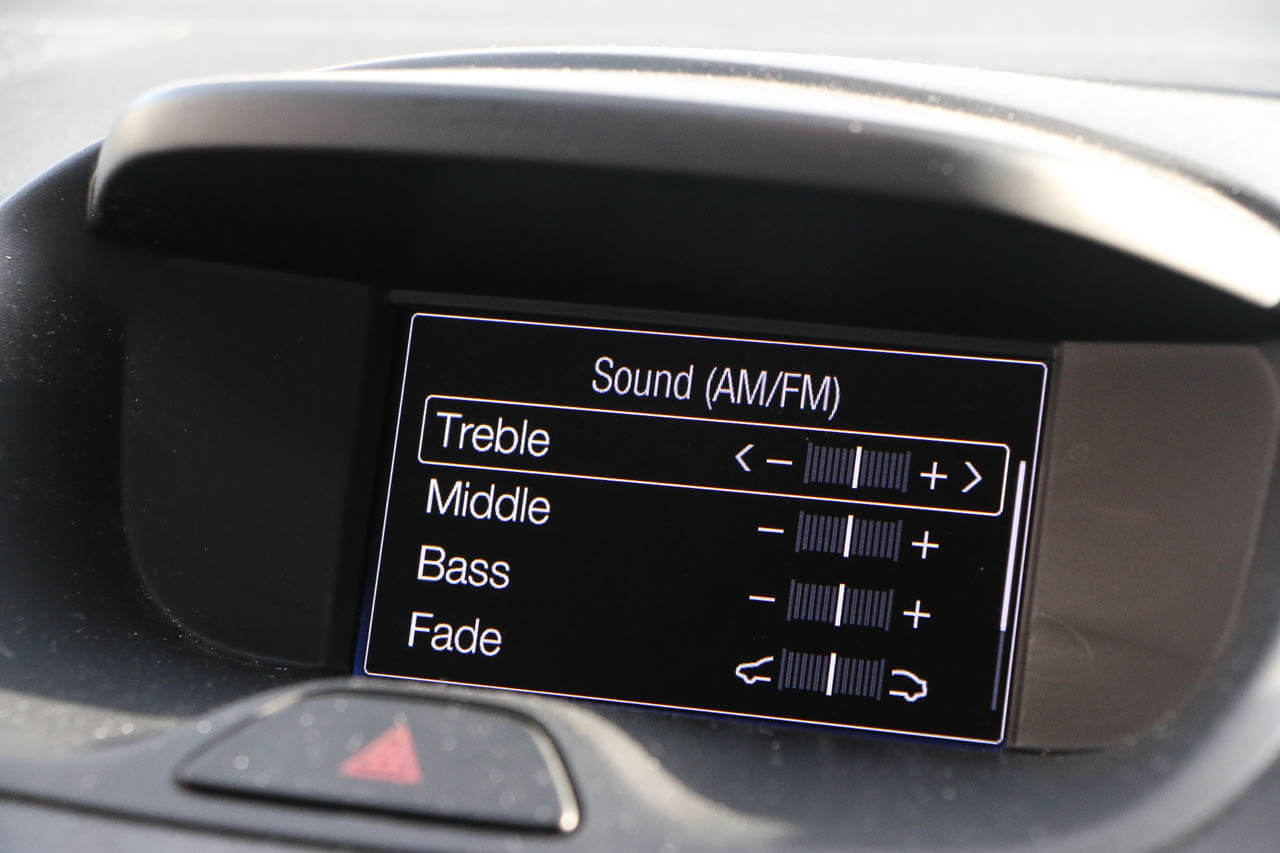 Sound (AM/FM)
Treble < − + >
Middle − +
Bass − +
Fade